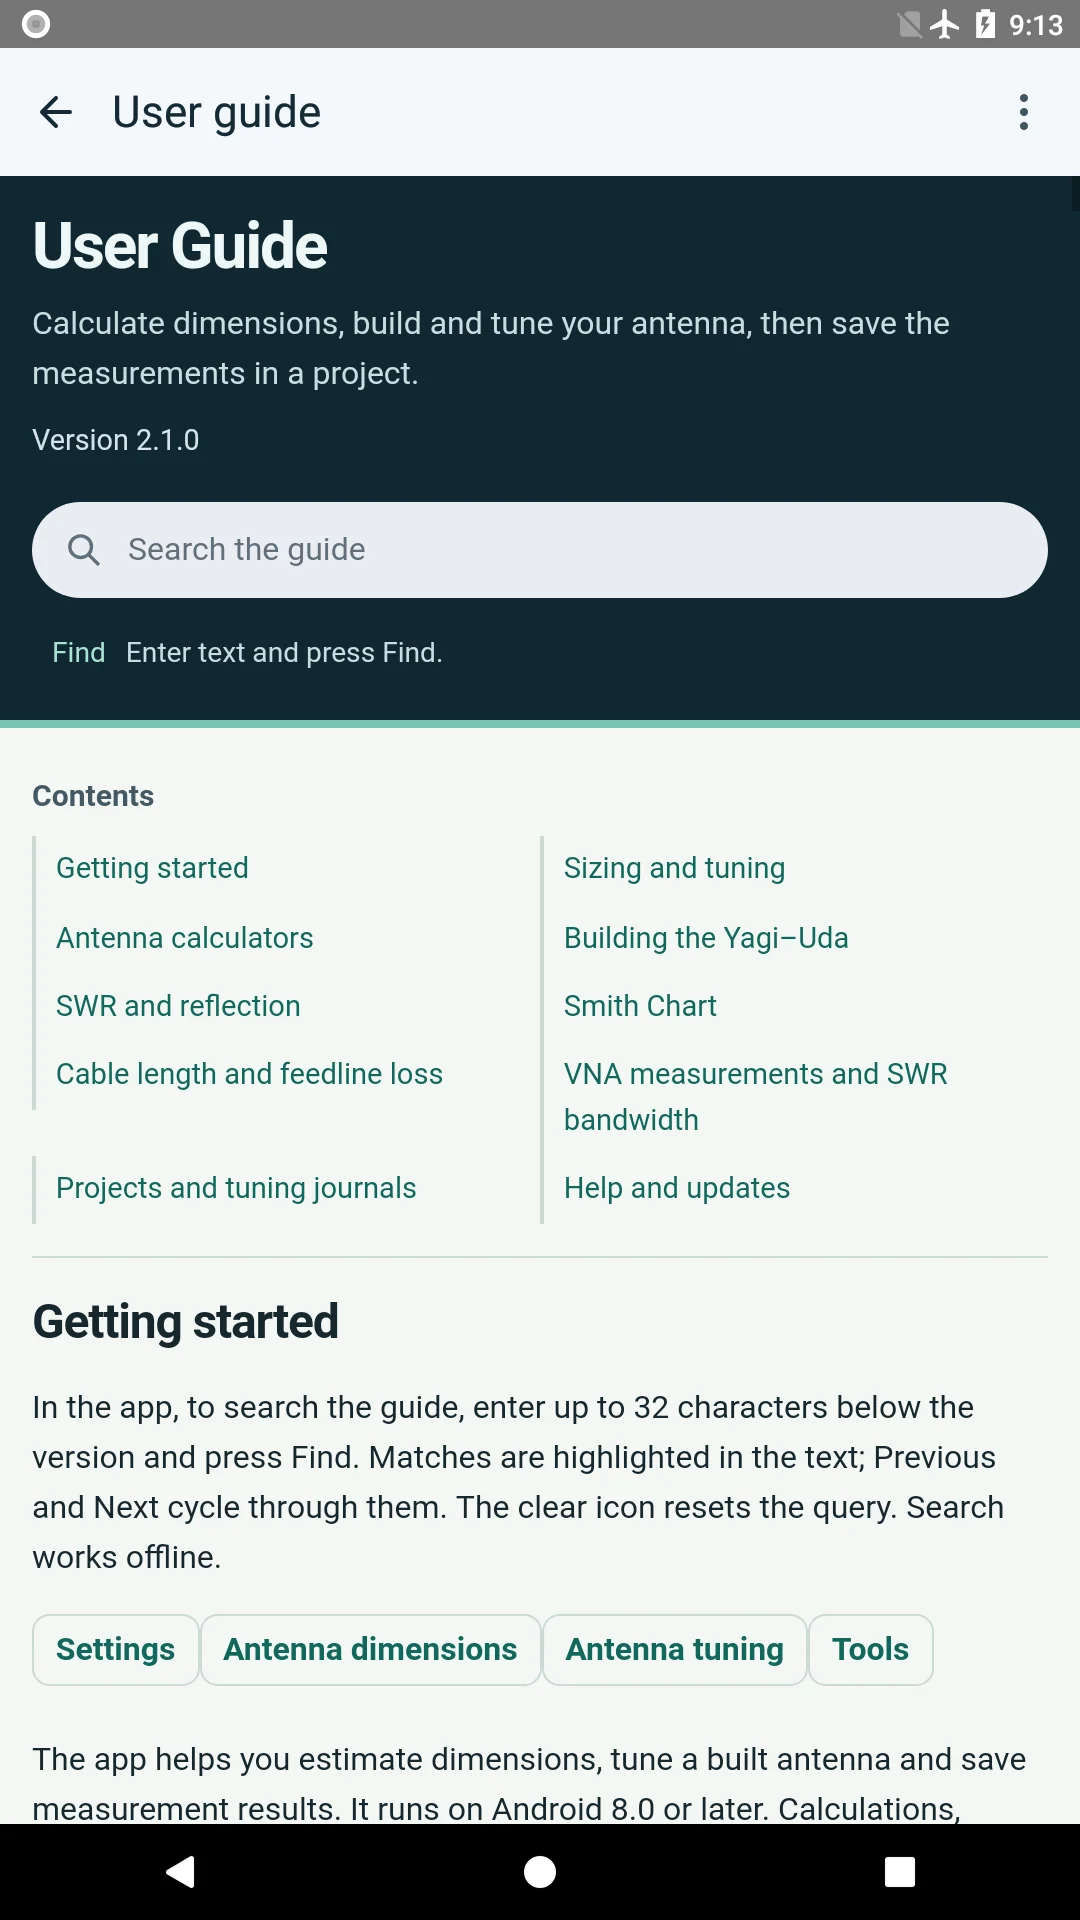 9:13
User guide
User Guide
Calculate dimensions, build and tune your antenna, then save the
measurements in a project.
Version 2.1.0
Search the guide
Find Enter text and press Find.
Contents
Getting started
Sizing and tuning
Antenna calculators
Building the Yagi–Uda
SWR and reflection
Smith Chart
Cable length and feedline loss
VNA measurements and SWR
bandwidth
Projects and tuning journals
Help and updates
Getting started
In the app, to search the guide, enter up to 32 characters below the
version and press Find. Matches are highlighted in the text; Previous
and Next cycle through them. The clear icon resets the query. Search
works offline.
Settings Antenna dimensions Antenna tuning Tools
The app helps you estimate dimensions, tune a built antenna and save
measurement results. It runs on Android 8.0 or later. Calculations,